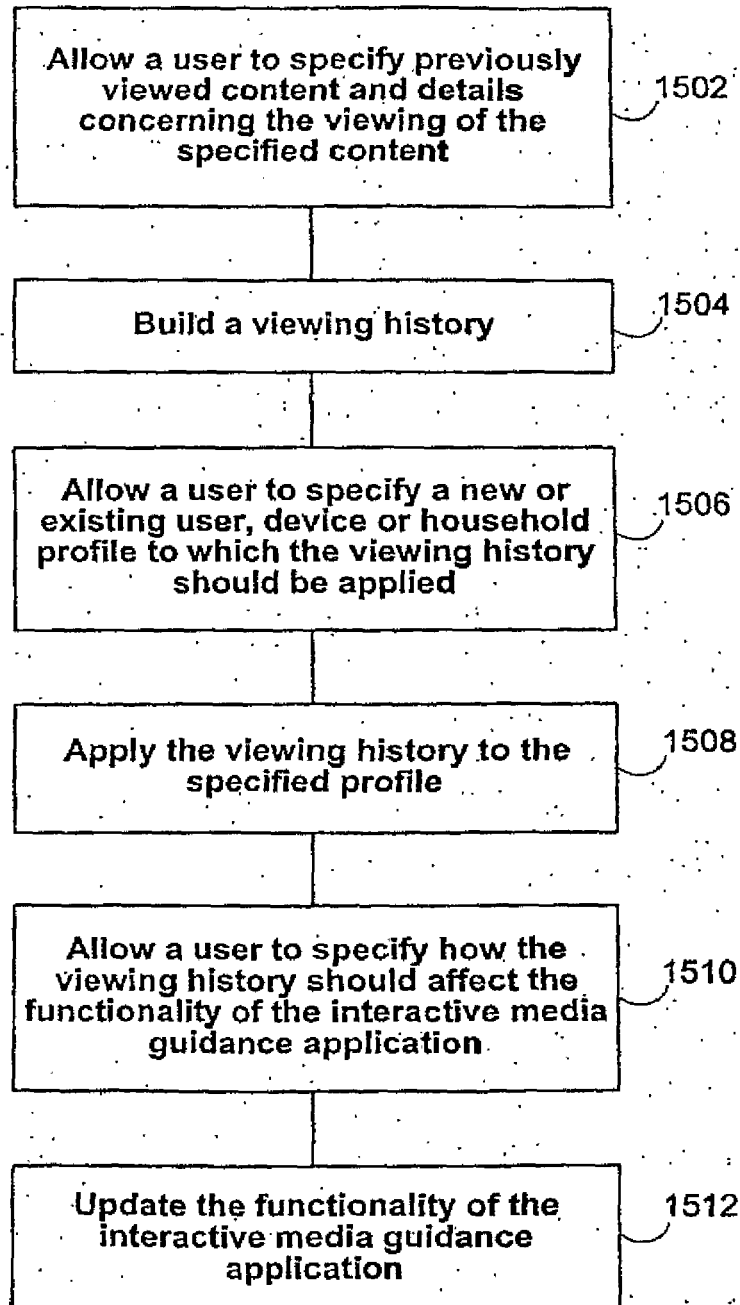 Allow a user to specify previously
viewed content and details
concerning the viewing of the
specified content
1502
Build a viewing history
1504
Allow a user to specify a new or
existing user, device or household
profile to which the viewing history
should be applied
1506
Apply the viewing history to the
specified profile
1508
Allow a user to specify how the
viewing history should affect the
functionality of the interactive media
guidance application
1510
Update the functionality of the
interactive media guidance
application
1512